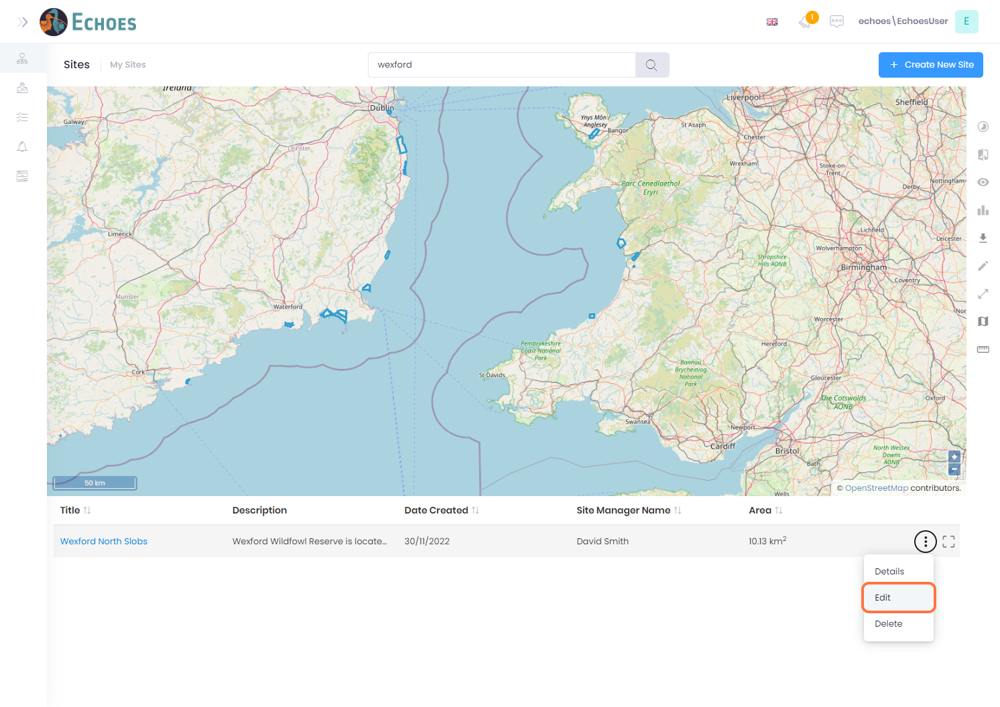 ECHOES
1
echoes\EchoesUser
E
Sites
My Sites
wexford
Create New Site
Ireland
Dublin
Galway
Leinster
Limerick
Munster
Waterford
Cork
Liverpool
Sheffield
Ynys Môn /
Anglesey
Bangor
St Asaph
Chester
Wrexham
Stoke-on-
Trent
Derby
Nottingham
Parc Cenedlaethol
Eryri
Lichfield
Leicester
Wolverhampton
Shropshire
Hills AONB
Birmingham
Coventry
Nor
Worcester
Hereford
Pembrokeshire
Coast National
Park
St Davids
Bannau
Brycheiniog
National
Park
Gloucester
The Cotswolds
AONB
Oxford
Swansea
Newport
Cardiff
Bristol
North Wessex
Downs
AONB
Bath
Wells
50 km
+
−
© OpenStreetMap contributors.
Title
Description
Date Created
Site Manager Name
Area
Wexford North Slobs
Wexford Wildfowl Reserve is locate...
30/11/2022
David Smith
10.13 km²
Details
Edit
Delete